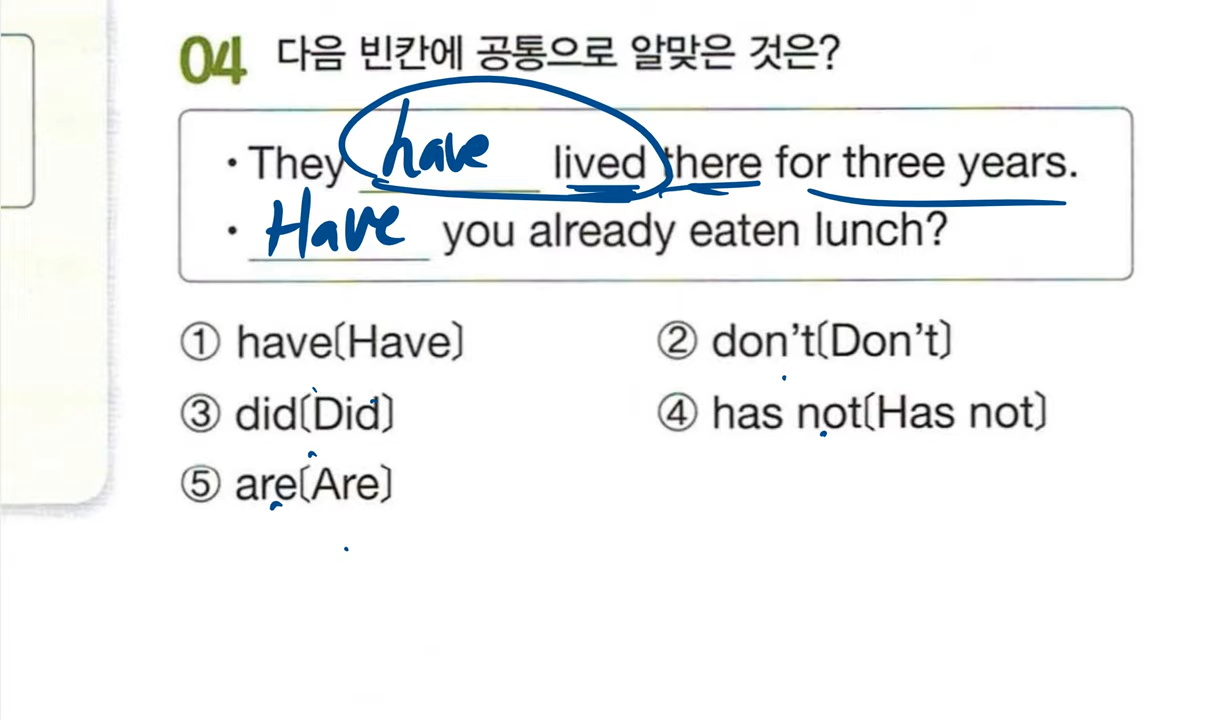 04 다음 빈칸에 공통으로 알맞은 것은?
• They have lived there for three years.
• Have you already eaten lunch?
① have(Have) ② don't(Don't)
③ did(Did) ④ has not(Has not)
⑤ are(Are)